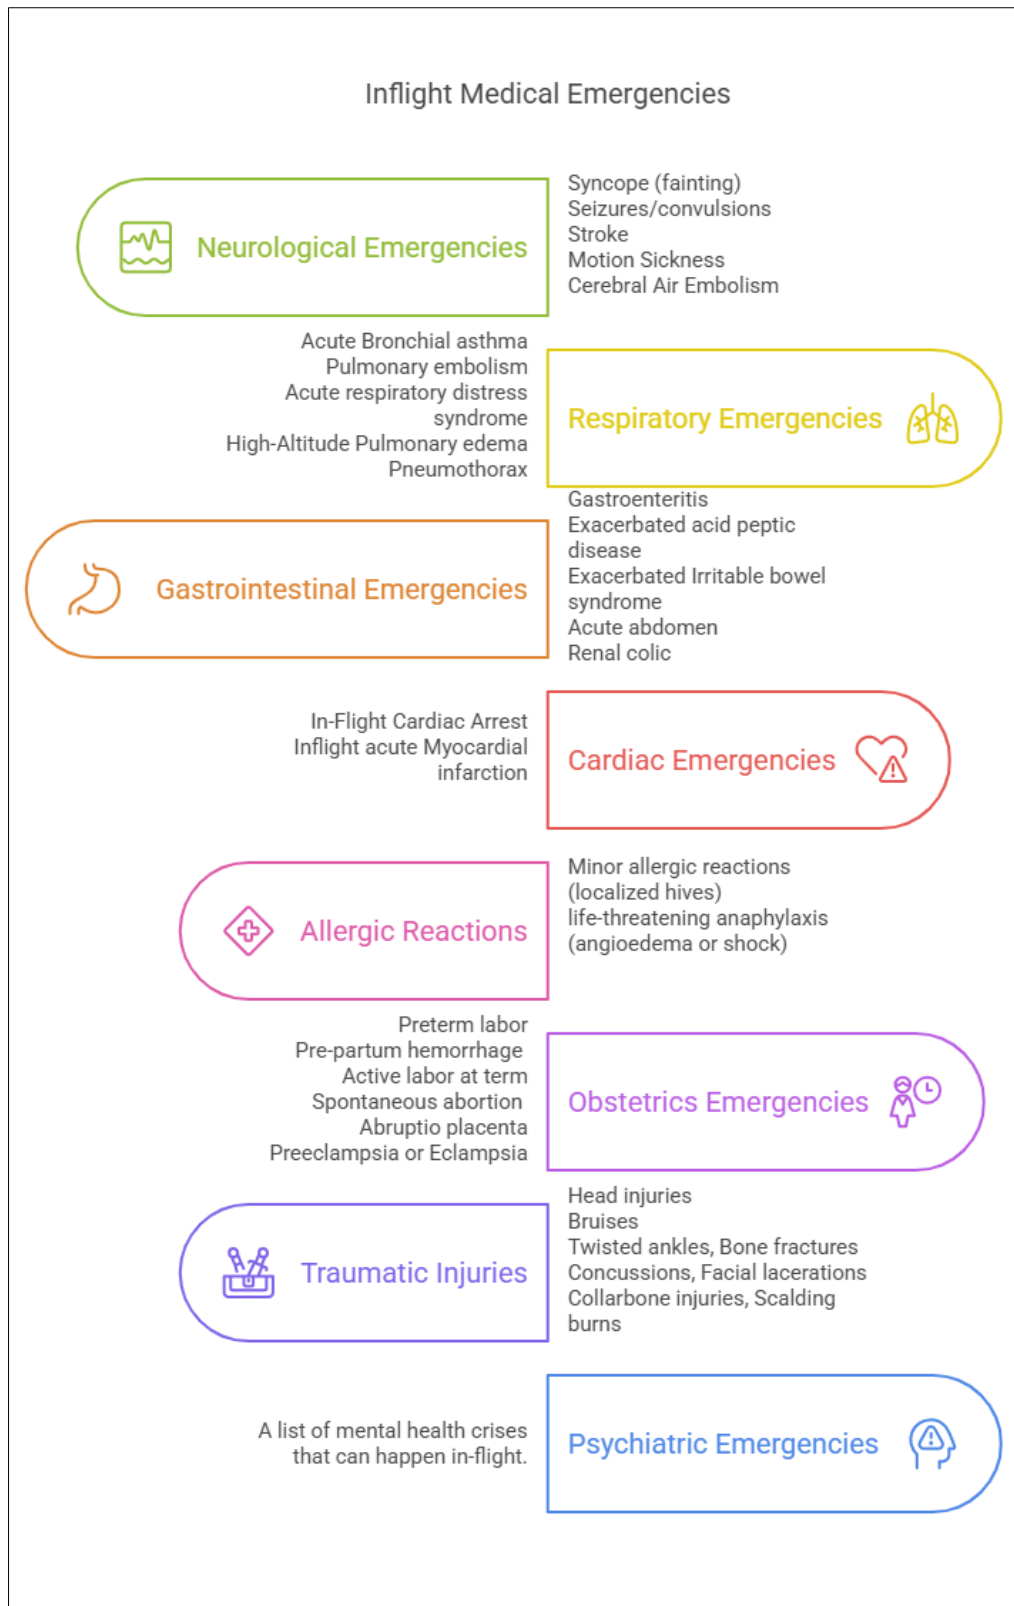 Inflight Medical Emergencies
Neurological Emergencies
Syncope (fainting)
Seizures/convulsions
Stroke
Motion Sickness
Cerebral Air Embolism
Acute Bronchial asthma
Pulmonary embolism
Acute respiratory distress
syndrome
High-Altitude Pulmonary edema
Pneumothorax
Respiratory Emergencies
Gastrointestinal Emergencies
Gastroenteritis
Exacerbated acid peptic
disease
Exacerbated Irritable bowel
syndrome
Acute abdomen
Renal colic
In-Flight Cardiac Arrest
Inflight acute Myocardial
infarction
Cardiac Emergencies
Allergic Reactions
Minor allergic reactions
(localized hives)
life-threatening anaphylaxis
(angioedema or shock)
Preterm labor
Pre-partum hemorrhage
Active labor at term
Spontaneous abortion
Abruptio placenta
Preeclampsia or Eclampsia
Obstetrics Emergencies
Traumatic Injuries
Head injuries
Bruises
Twisted ankles, Bone fractures
Concussions, Facial lacerations
Collarbone injuries, Scalding
burns
A list of mental health crises
that can happen in-flight.
Psychiatric Emergencies